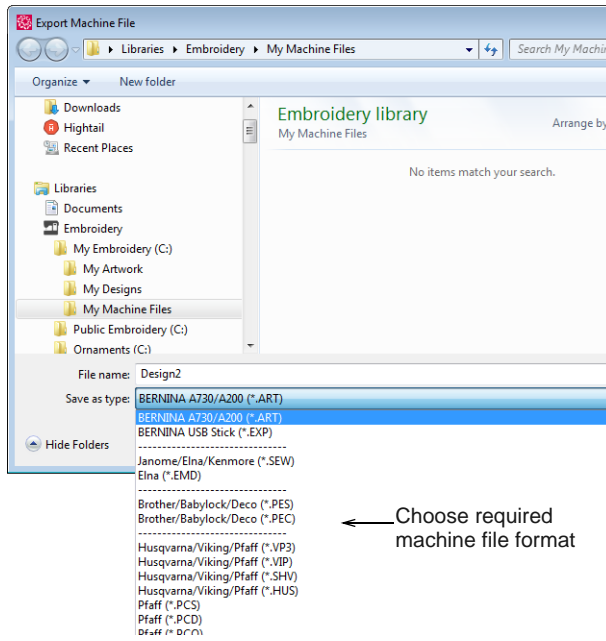 Export Machine File
Libraries Embroidery My Machine Files
Search My Machin
Organize New folder
Downloads
Hightail
Recent Places
Libraries
Documents
Embroidery
My Embroidery (C:)
My Artwork
My Designs
My Machine Files
Public Embroidery (C:)
Ornaments (C:)
Embroidery library
My Machine Files
Arrange by
No items match your search.
File name: Design2
Save as type: BERNINA A730/A200 (*.ART)
BERNINA A730/A200 (*.ART)
BERNINA USB Stick (*.EXP)
--------------------------------
Janome/Elna/Kenmore (*.SEW)
Elna (*.EMD)
--------------------------------
Brother/Babylock/Deco (*.PES)
Brother/Babylock/Deco (*.PEC)
--------------------------------
Husqvarna/Viking/Pfaff (*.VP3)
Husqvarna/Viking/Pfaff (*.VIP)
Husqvarna/Viking/Pfaff (*.SHV)
Husqvarna/Viking/Pfaff (*.HUS)
Pfaff (*.PCS)
Pfaff (*.PCD)
Pfaff (*.PCQ)
Hide Folders
Choose required
machine file format